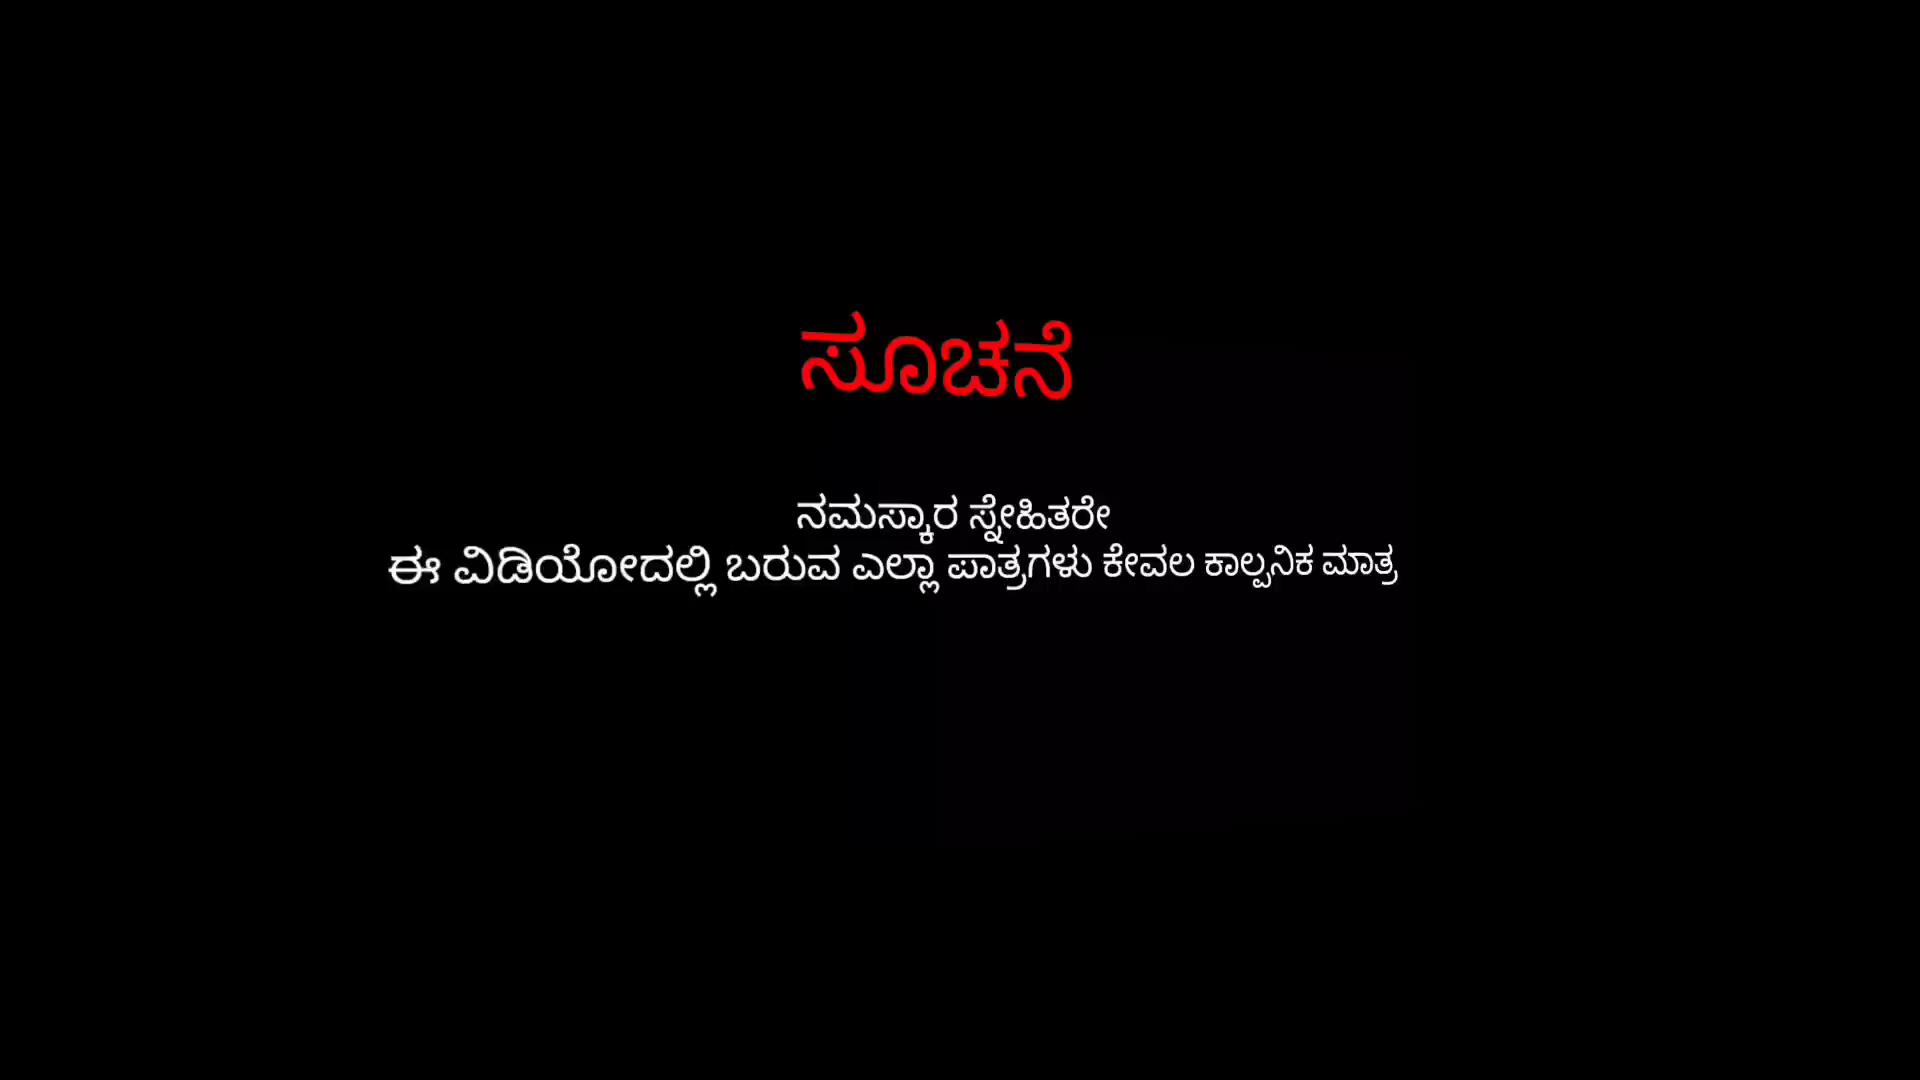 ಸೂಚನೆ
ನಮಸ್ಕಾರ ಸ್ನೇಹಿತರೇ
ಈ ವಿಡಿಯೋದಲ್ಲಿ ಬರುವ ಎಲ್ಲಾ ಪಾತ್ರಗಳು ಕೇವಲ ಕಾಲ್ಪನಿಕ ಮಾತ್ರ